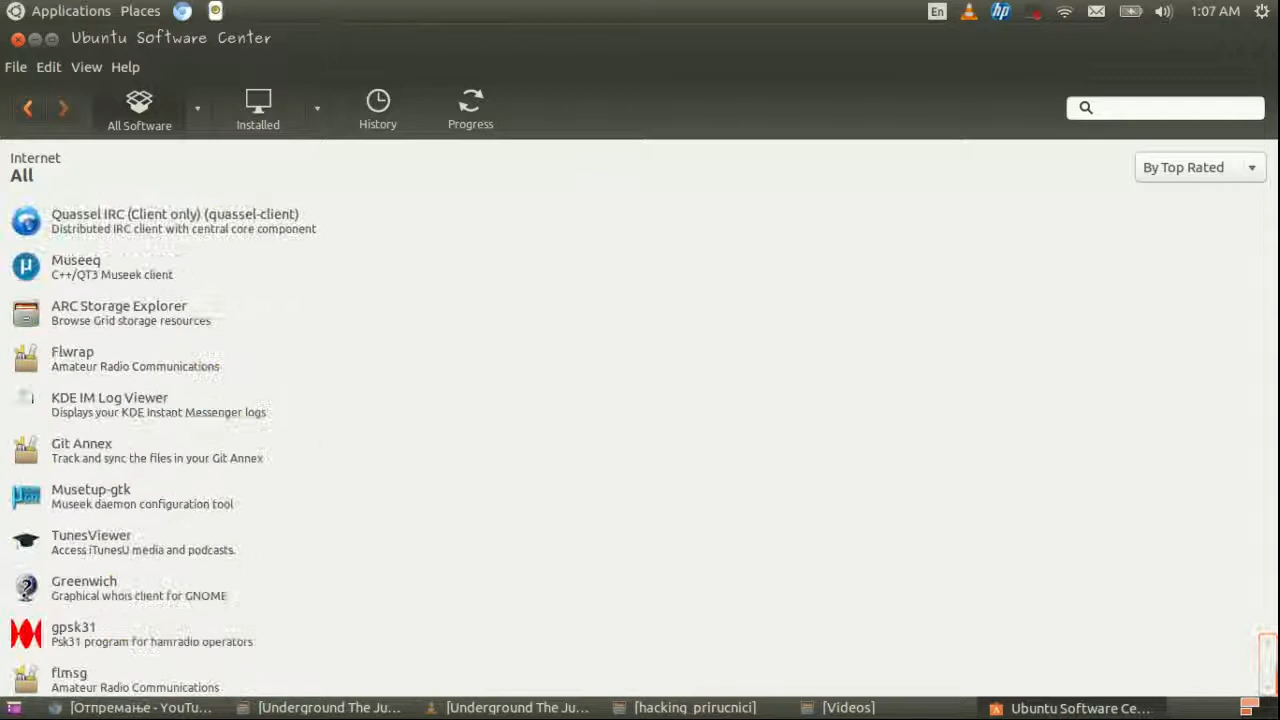 Applications Places
En
1:07 AM
Ubuntu Software Center
File Edit View Help
All Software
Installed
History
Progress
Internet
All
By Top Rated
Quassel IRC (Client only) (quassel-client)
Distributed IRC client with central core component
Museeq
C++/QT3 Museek client
ARC Storage Explorer
Browse Grid storage resources
Flwrap
Amateur Radio Communications
KDE IM Log Viewer
Displays your KDE Instant Messenger logs
Git Annex
Track and sync the files in your Git Annex
Musetup-gtk
Museek daemon configuration tool
TunesViewer
Access iTunesU media and podcasts.
Greenwich
Graphical whois client for GNOME
gpsk31
Psk31 program for hamradio operators
flmsg
Amateur Radio Communications
[Отпремање - YouTu... [Underground The Ju... [Underground The Ju... [hacking_prirucnici] [Videos] Ubuntu Software Ce...